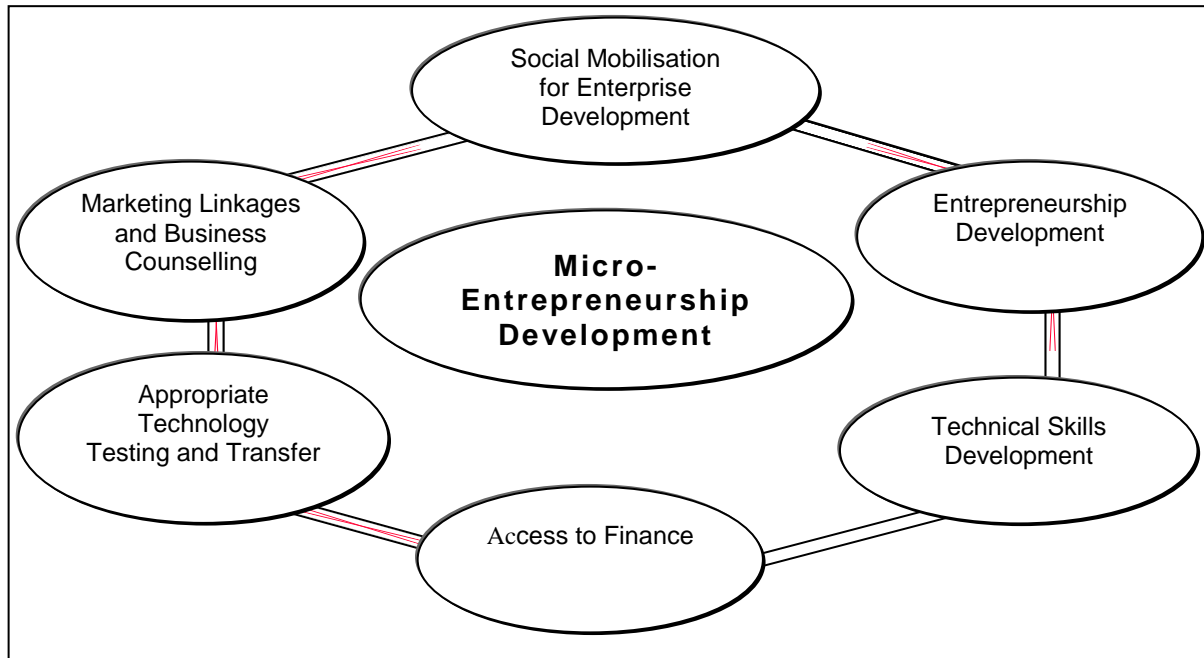 Social Mobilisation
for Enterprise
Development
Marketing Linkages
and Business
Counselling
Entrepreneurship
Development
Micro-
Entrepreneurship
Development
Appropriate
Technology
Testing and Transfer
Technical Skills
Development
Access to Finance